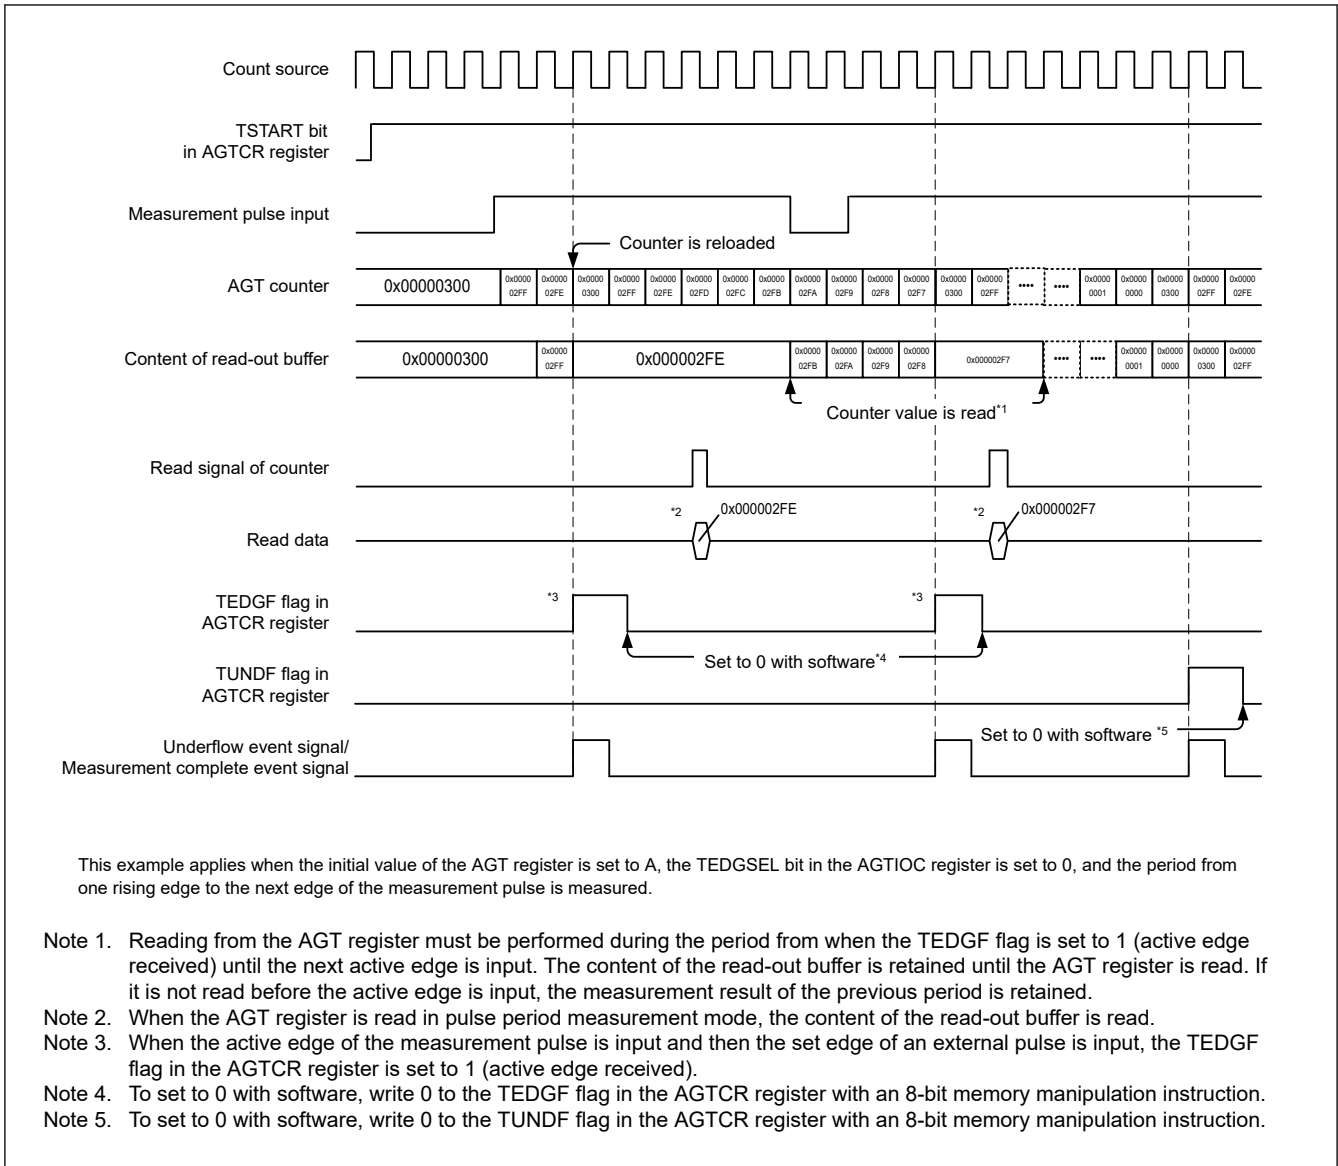 Count source
TSTART bit
in AGTCR register
Measurement pulse input
Counter is reloaded
AGT counter
0x00000300
0x0000 02FF
0x0000 02FE
0x0000 0300
0x0000 02FF
0x0000 02FE
0x0000 02FD
0x0000 02FC
0x0000 02FB
0x0000 02FA
0x0000 02F9
0x0000 02F8
0x0000 02F7
0x0000 0300
0x0000 02FF
••••
••••
0x0000 0001
0x0000 0000
0x0000 0300
0x0000 02FF
0x0000 02FE
Content of read-out buffer
0x00000300
0x0000 02FF
0x000002FE
0x0000 02FB
0x0000 02FA
0x0000 02F9
0x0000 02F8
0x000002F7
••••
••••
0x0000 0001
0x0000 0000
0x0000 0300
0x0000 02FF
Counter value is read*1
Read signal of counter
Read data
*2
0x000002FE
*2
0x000002F7
TEDGF flag in
AGTCR register
*3
*3
Set to 0 with software*4
TUNDF flag in
AGTCR register
Set to 0 with software *5
Underflow event signal/
Measurement complete event signal
This example applies when the initial value of the AGT register is set to A, the TEDGSEL bit in the AGTIOC register is set to 0, and the period from
one rising edge to the next edge of the measurement pulse is measured.
Note 1. Reading from the AGT register must be performed during the period from when the TEDGF flag is set to 1 (active edge
received) until the next active edge is input. The content of the read-out buffer is retained until the AGT register is read. If
it is not read before the active edge is input, the measurement result of the previous period is retained.
Note 2. When the AGT register is read in pulse period measurement mode, the content of the read-out buffer is read.
Note 3. When the active edge of the measurement pulse is input and then the set edge of an external pulse is input, the TEDGF
flag in the AGTCR register is set to 1 (active edge received).
Note 4. To set to 0 with software, write 0 to the TEDGF flag in the AGTCR register with an 8-bit memory manipulation instruction.
Note 5. To set to 0 with software, write 0 to the TUNDF flag in the AGTCR register with an 8-bit memory manipulation instruction.